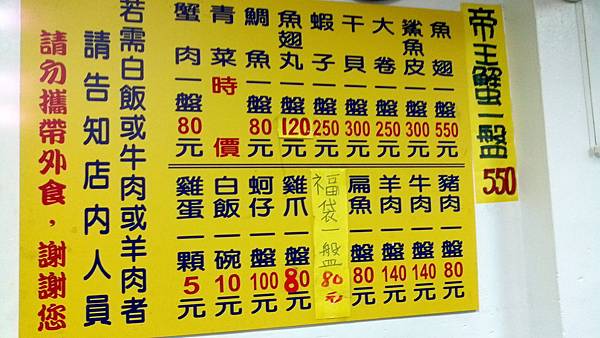 帝王蟹一盤550
魚翅一盤550元
鯊魚皮一盤300元
大卷一盤250元
干貝一盤300元
蝦子一盤250元
魚翅丸一盤120元
鯛魚一盤80元
青菜時價
蟹肉一盤80元
豬肉一盤80元
牛肉一盤140元
羊肉一盤140元
扁魚一盤80元
福袋一盤80元
雞爪一盤80元
蚵仔一盤100元
白飯一碗10元
雞蛋一顆5元
若需白飯或牛肉或羊肉者
請告知店內人員
請勿攜帶外食，謝謝您